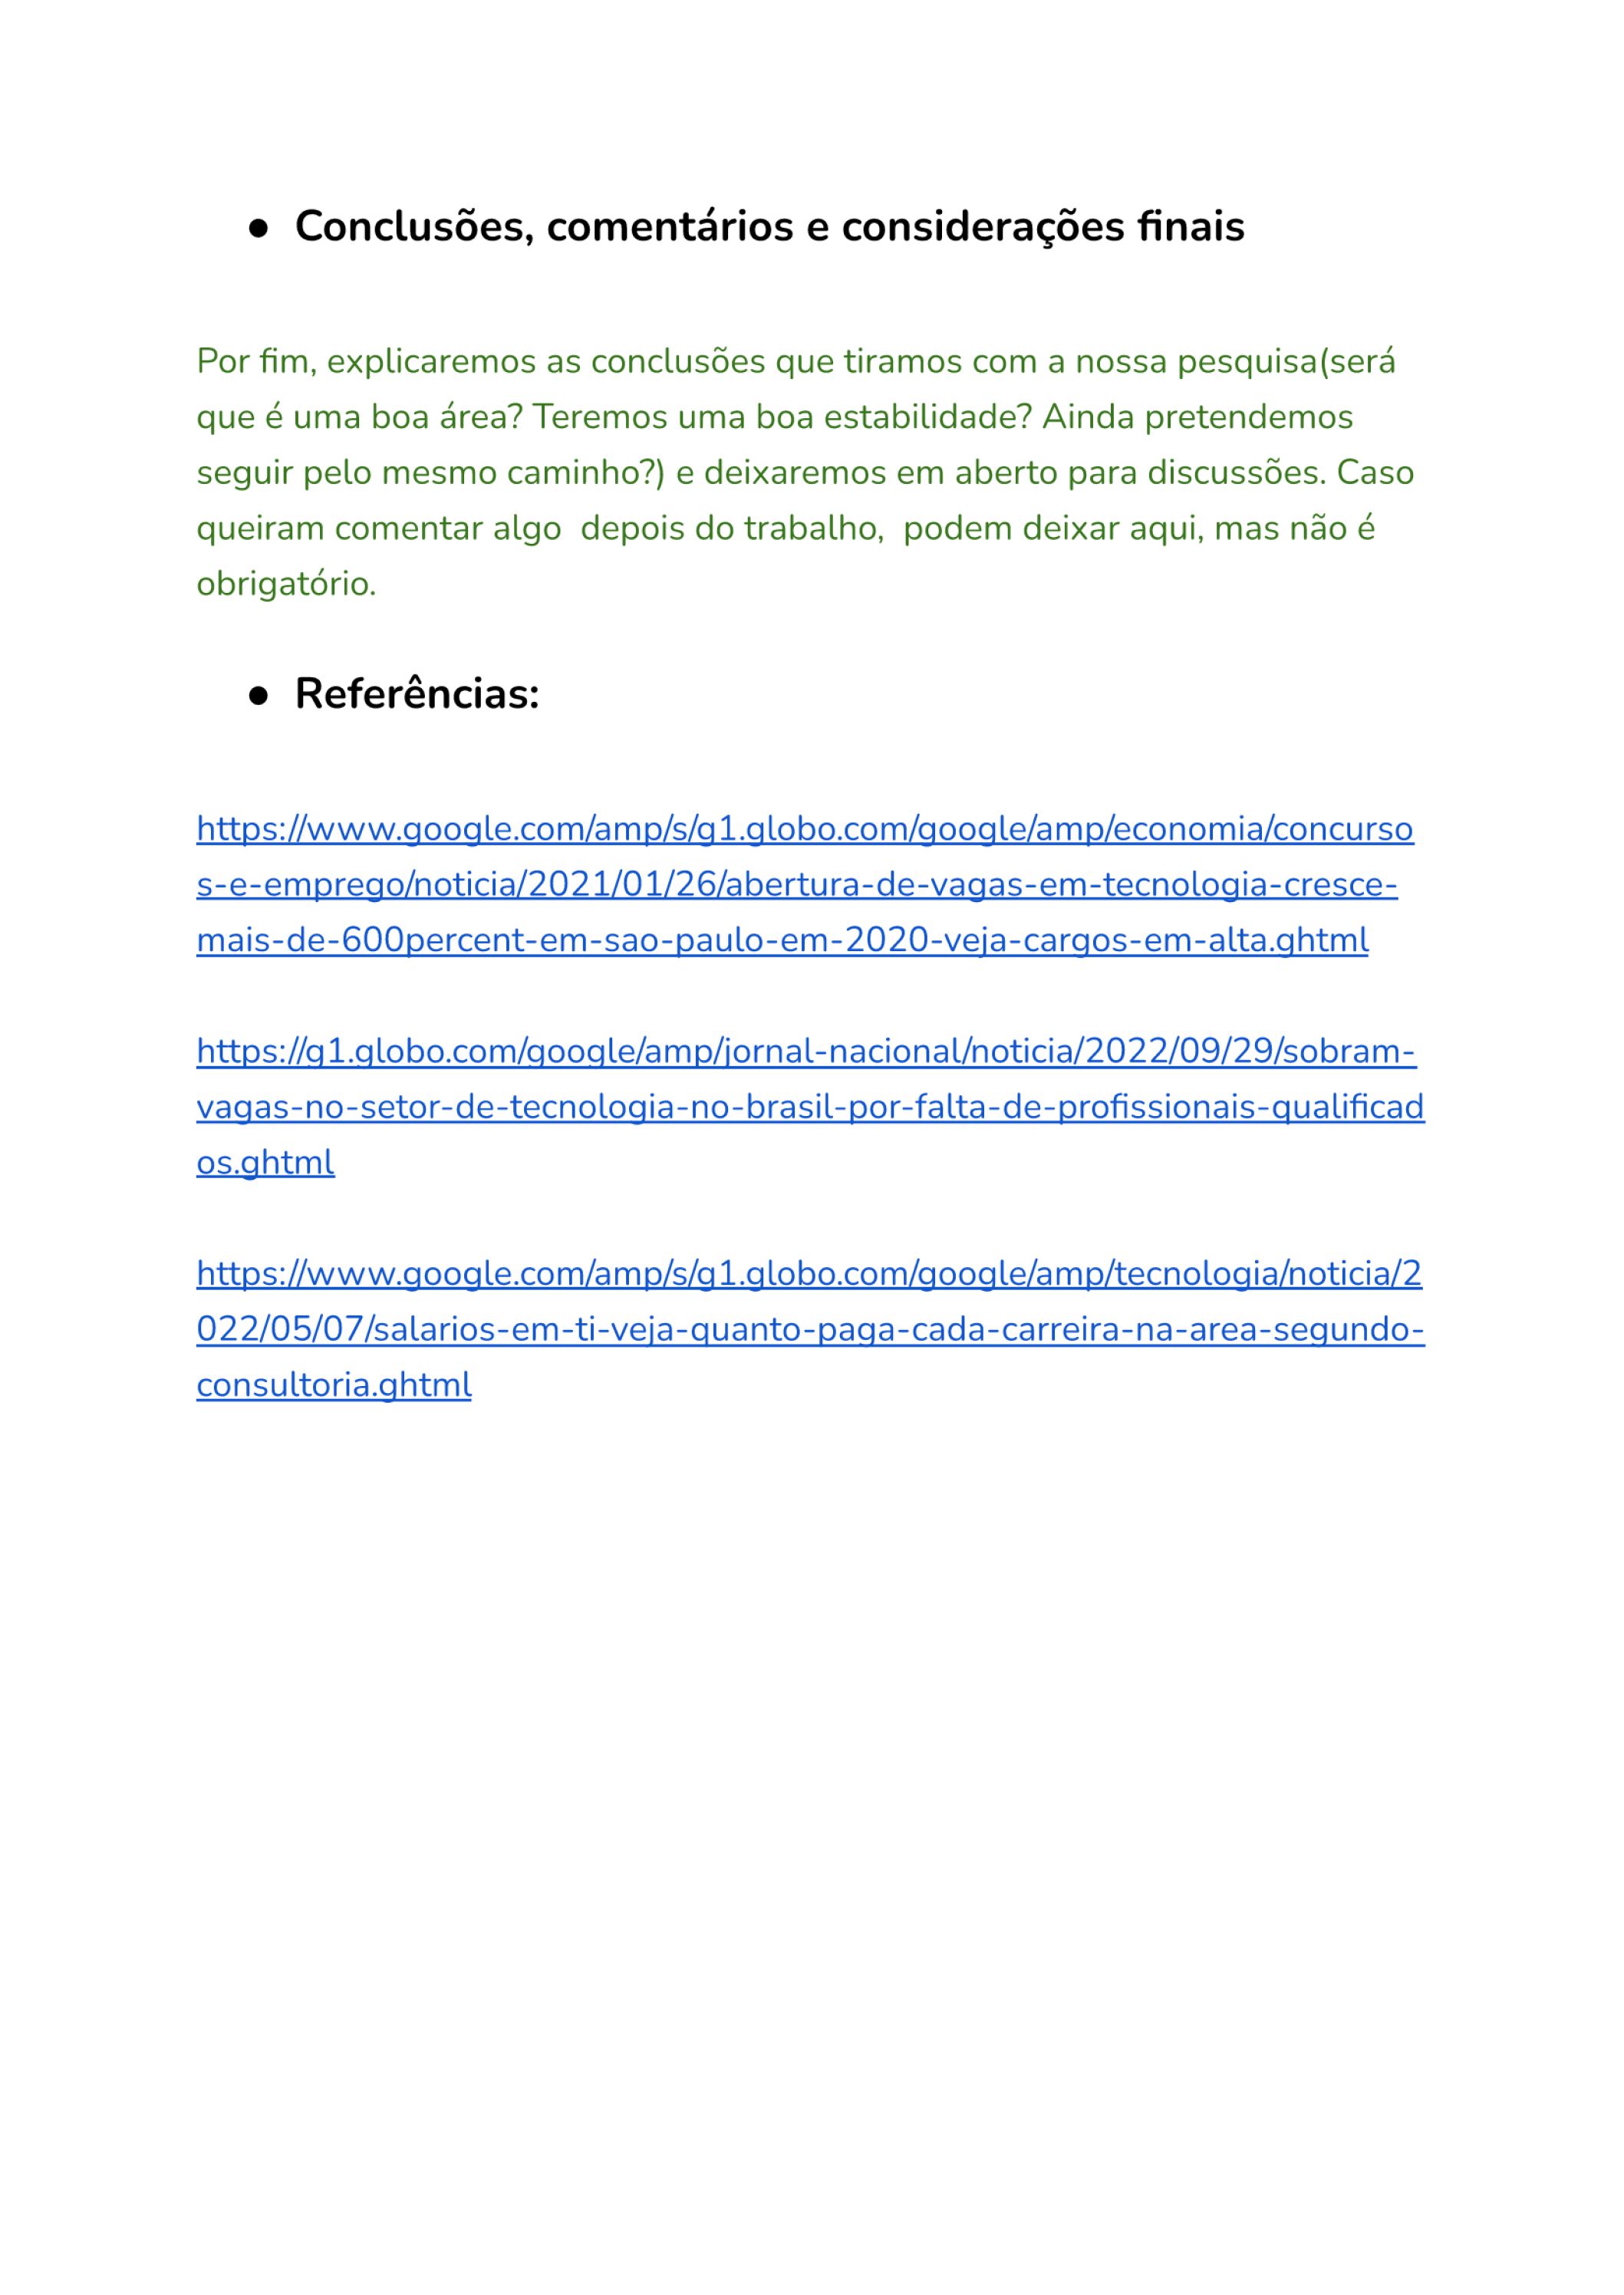 ● Conclusões, comentários e considerações finais
Por fim, explicaremos as conclusões que tiramos com a nossa pesquisa(será
que é uma boa área? Teremos uma boa estabilidade? Ainda pretendemos
seguir pelo mesmo caminho?) e deixaremos em aberto para discussões. Caso
queiram comentar algo  depois do trabalho,  podem deixar aqui, mas não é
obrigatório.
● Referências:
https://www.google.com/amp/s/g1.globo.com/google/amp/economia/concurso
s-e-emprego/noticia/2021/01/26/abertura-de-vagas-em-tecnologia-cresce-
mais-de-600percent-em-sao-paulo-em-2020-veja-cargos-em-alta.ghtml
https://g1.globo.com/google/amp/jornal-nacional/noticia/2022/09/29/sobram-
vagas-no-setor-de-tecnologia-no-brasil-por-falta-de-profissionais-qualificad
os.ghtml
https://www.google.com/amp/s/g1.globo.com/google/amp/tecnologia/noticia/2
022/05/07/salarios-em-ti-veja-quanto-paga-cada-carreira-na-area-segundo-
consultoria.ghtml